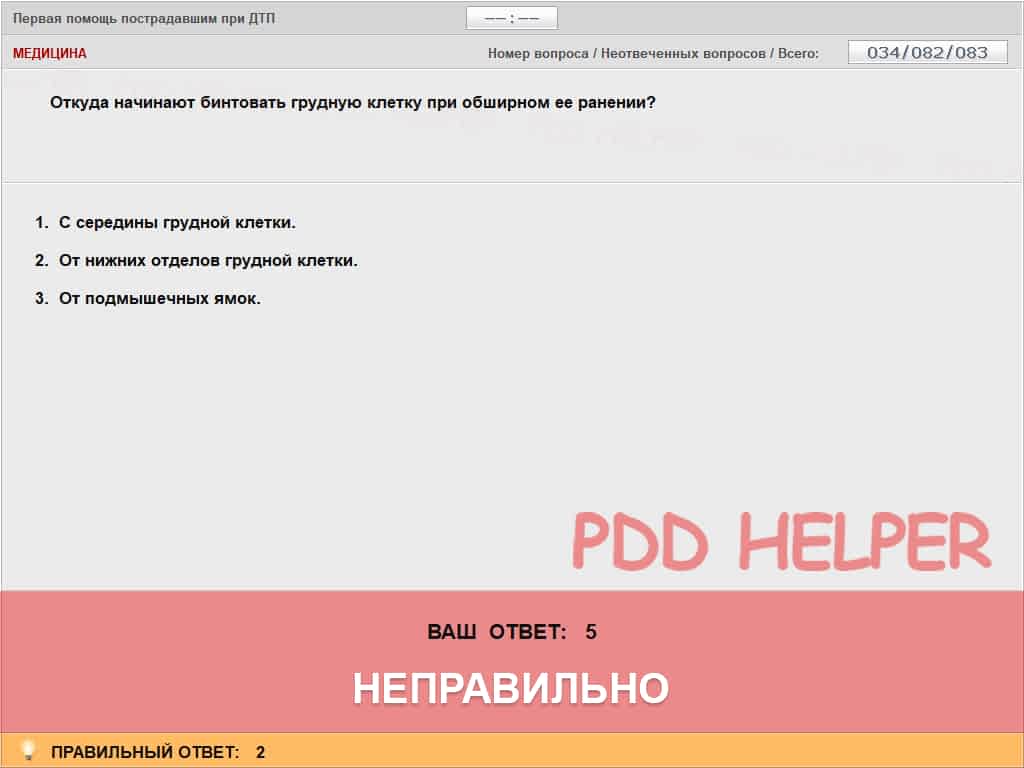 Первая помощь пострадавшим при ДТП
—— : ——
МЕДИЦИНА
Номер вопроса / Неотвеченных вопросов / Всего:
034/082/083
Откуда начинают бинтовать грудную клетку при обширном ее ранении?
1. С середины грудной клетки.
2. От нижних отделов грудной клетки.
3. От подмышечных ямок.
PDD HELPER
ВАШ ОТВЕТ: 5
НЕПРАВИЛЬНО
ПРАВИЛЬНЫЙ ОТВЕТ: 2